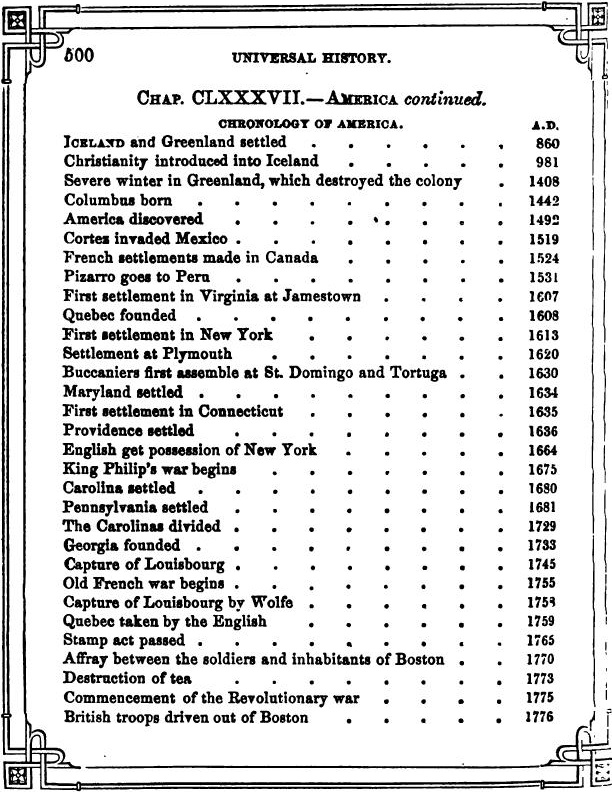 500 UNIVERSAL HISTORY.
CHAP. CLXXXVII.—AMERICA continued.
CHRONOLOGY OF AMERICA. A.D.
ICELAND and Greenland settled . . . . . . 860
Christianity introduced into Iceland . . . . . 981
Severe winter in Greenland, which destroyed the colony . 1408
Columbus born . . . . . . . . . 1442
America discovered . . . . . . . . 1492
Cortez invaded Mexico . . . . . . . . 1519
French settlements made in Canada . . . . . 1524
Pizarro goes to Peru . . . . . . . . 1531
First settlement in Virginia at Jamestown . . . . 1607
Quebec founded . . . . . . . . . 1608
First settlement in New York . . . . . . 1613
Settlement at Plymouth . . . . . . . 1620
Buccaniers first assemble at St. Domingo and Tortuga . . 1630
Maryland settled . . . . . . . . . 1634
First settlement in Connecticut . . . . . . 1635
Providence settled . . . . . . . . 1636
English get possession of New York . . . . . 1664
King Philip's war begins . . . . . . . 1675
Carolina settled . . . . . . . . . 1680
Pennsylvania settled . . . . . . . . 1681
The Carolinas divided . . . . . . . . 1729
Georgia founded . . . . . . . . . 1733
Capture of Louisbourg . . . . . . . . 1745
Old French war begins . . . . . . . . 1755
Capture of Louisbourg by Wolfe . . . . . . 1758
Quebec taken by the English . . . . . . 1759
Stamp act passed . . . . . . . . . 1765
Affray between the soldiers and inhabitants of Boston . . 1770
Destruction of tea . . . . . . . . 1773
Commencement of the Revolutionary war . . . . 1775
British troops driven out of Boston . . . . . 1776